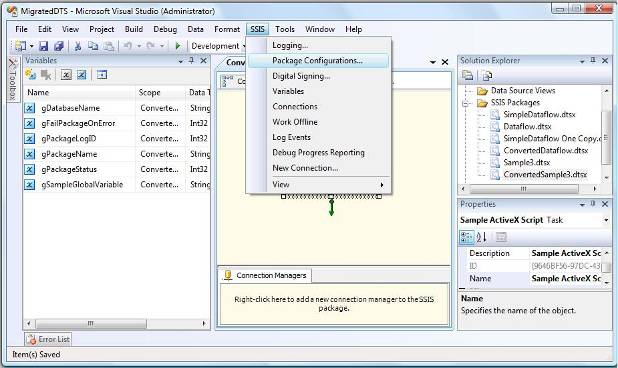 MigratedDTS - Microsoft Visual Studio (Administrator)
File Edit View Project Build Debug Data Format SSIS Tools Window Help
Development
Toolbox
Variables
Name Scope Data T
gDatabaseName Converte... String
gFailPackageOnError Converte... Int32
gPackageLogID Converte... Int32
gPackageName Converte... String
gPackageStatus Converte... Int32
gSampleGlobalVariable Converte... String
Conv
Co
Logging...
Package Configurations...
Digital Signing...
Variables
Connections
Work Offline
Log Events
Debug Progress Reporting
New Connection...
View
Connection Managers
Right-click here to add a new connection manager to the SSIS
package.
Solution Explorer
Data Source Views
SSIS Packages
SimpleDataflow.dtsx
Dataflow.dtsx
SimpleDataflow One Copy.d
ConvertedDataflow.dtsx
Sample3.dtsx
ConvertedSample3.dtsx
Properties
Sample ActiveX Script Task
Description Sample ActiveX Sc
ID {9646BF56-97DC-43
Name Sample ActiveX Sc
Name
Specifies the name of the object.
Error List
Item(s) Saved